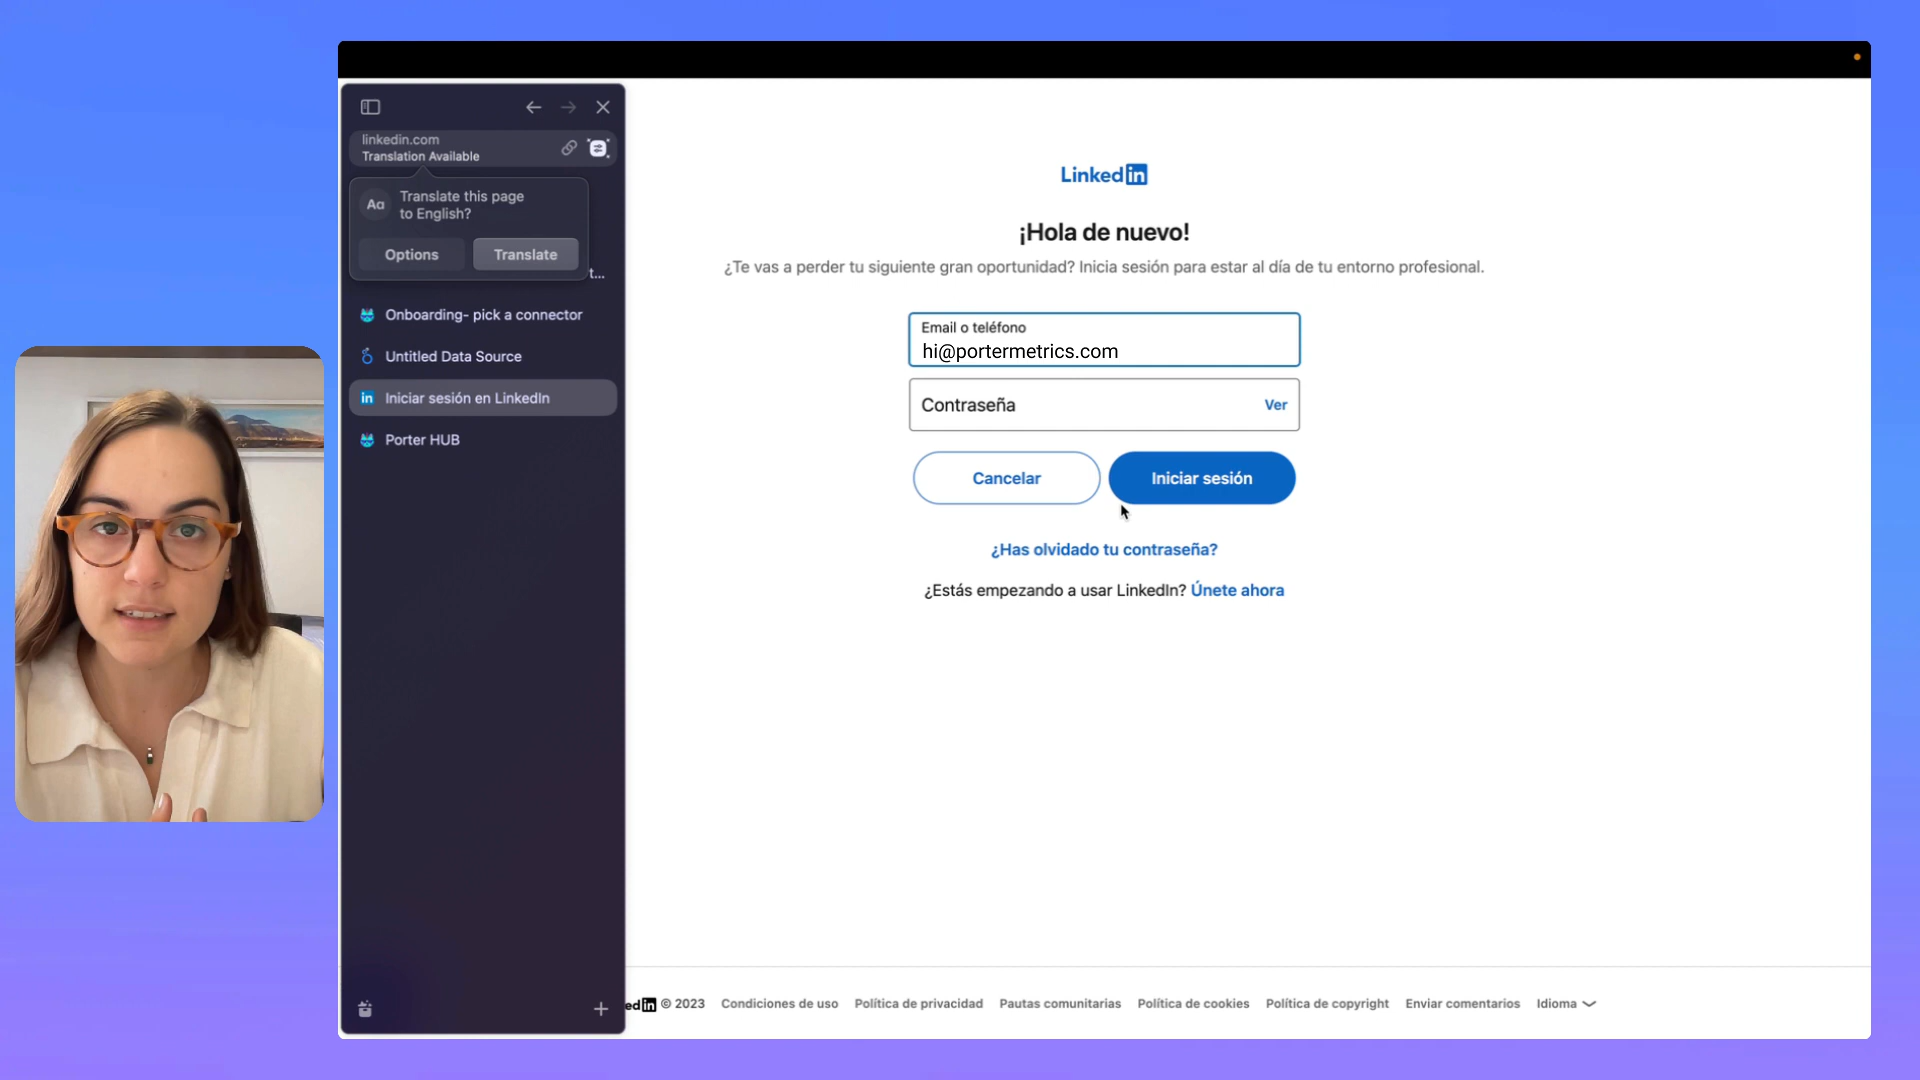 linkedin.com
Translation Available
Aa
Translate this page
to English?
Options
Translate
t...
Onboarding- pick a connector
Untitled Data Source
in Iniciar sesión en LinkedIn
Porter HUB
Linkedin
¡Hola de nuevo!
¿Te vas a perder tu siguiente gran oportunidad? Inicia sesión para estar al día de tu entorno profesional.
Email o teléfono
hi@portermetrics.com
Contraseña
Ver
Cancelar
Iniciar sesión
¿Has olvidado tu contraseña?
¿Estás empezando a usar LinkedIn? Únete ahora
edin © 2023 Condiciones de uso Política de privacidad Pautas comunitarias Política de cookies Política de copyright Enviar comentarios Idioma